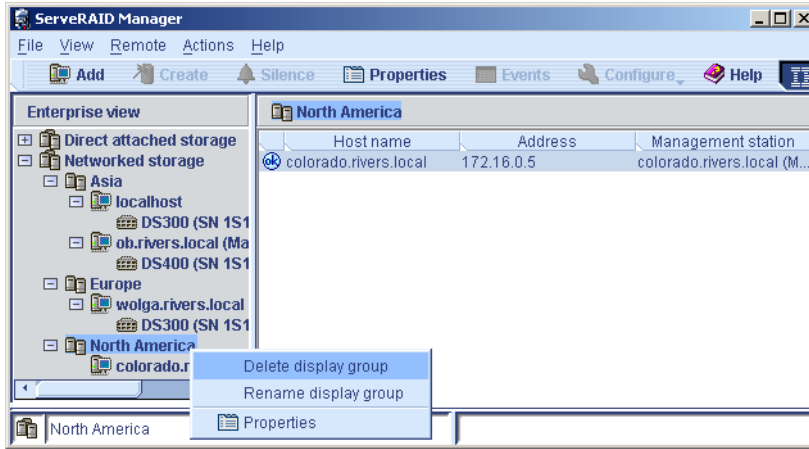 ServeRAID Manager
File View Remote Actions Help
Add Create Silence Properties Events Configure Help
Enterprise view
North America
Direct attached storage
Networked storage
Asia
localhost
DS300 (SN 1S1
ob.rivers.local (Ma
DS400 (SN 1S1
Europe
wolga.rivers.local
DS300 (SN 1S1
North America
colorado.r
Host name Address Management station
ok colorado.rivers.local 172.16.0.5 colorado.rivers.local (M...
Delete display group
Rename display group
Properties
North America